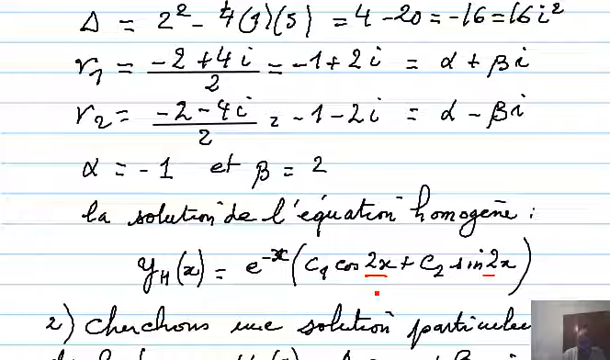 Δ = 2² - 4(1)(5) = 4 - 20 = -16 = 16i²
r₁ = (-2 + 4i)/2 = -1 + 2i = α + βi
r₂ = (-2 - 4i)/2 = -1 - 2i = α - βi
α = -1 et β = 2
la solution de l'équation homogène :
y_H(x) = e^{-x}(C₁ cos 2x + C₂ sin 2x)
2) Cherchons une solution particuliè